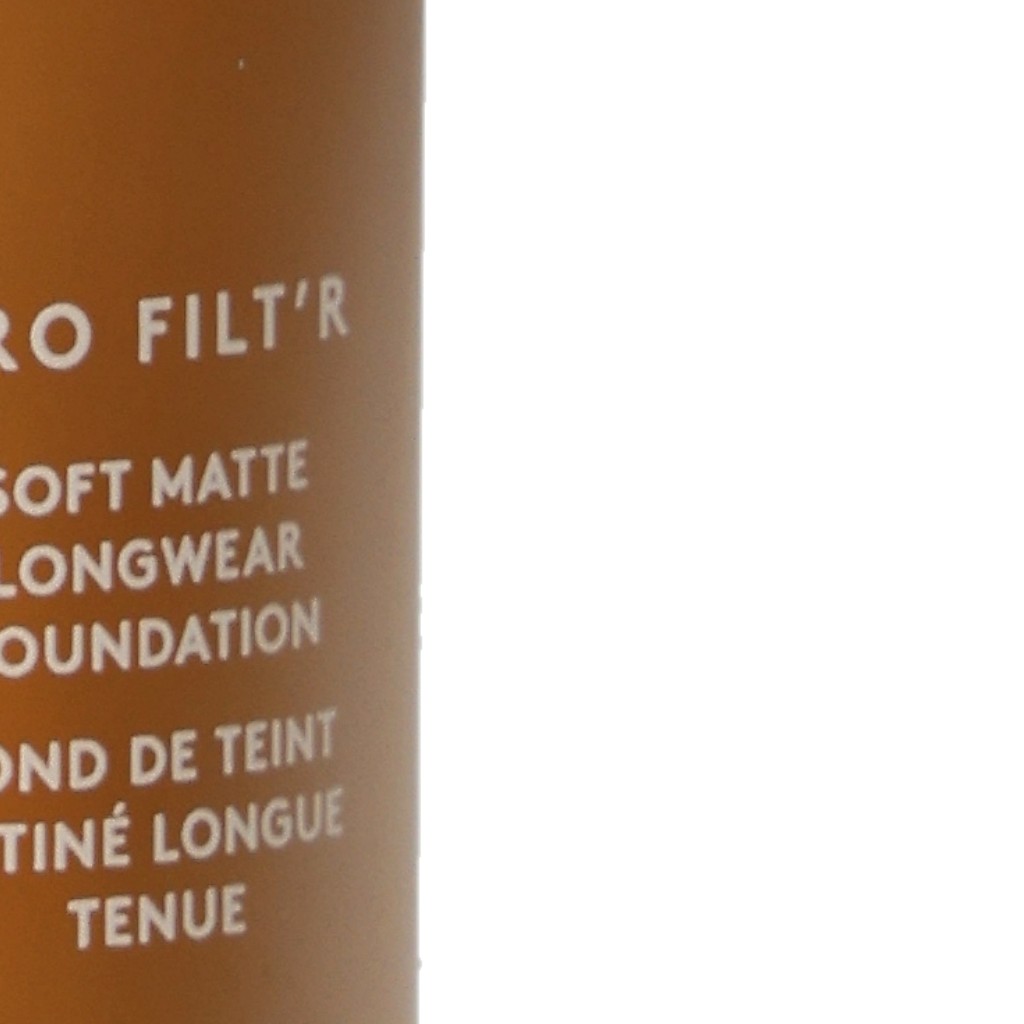 RO FILT'R
SOFT MATTE
LONGWEAR
OUNDATION
OND DE TEINT
TINÉ LONGUE
TENUE